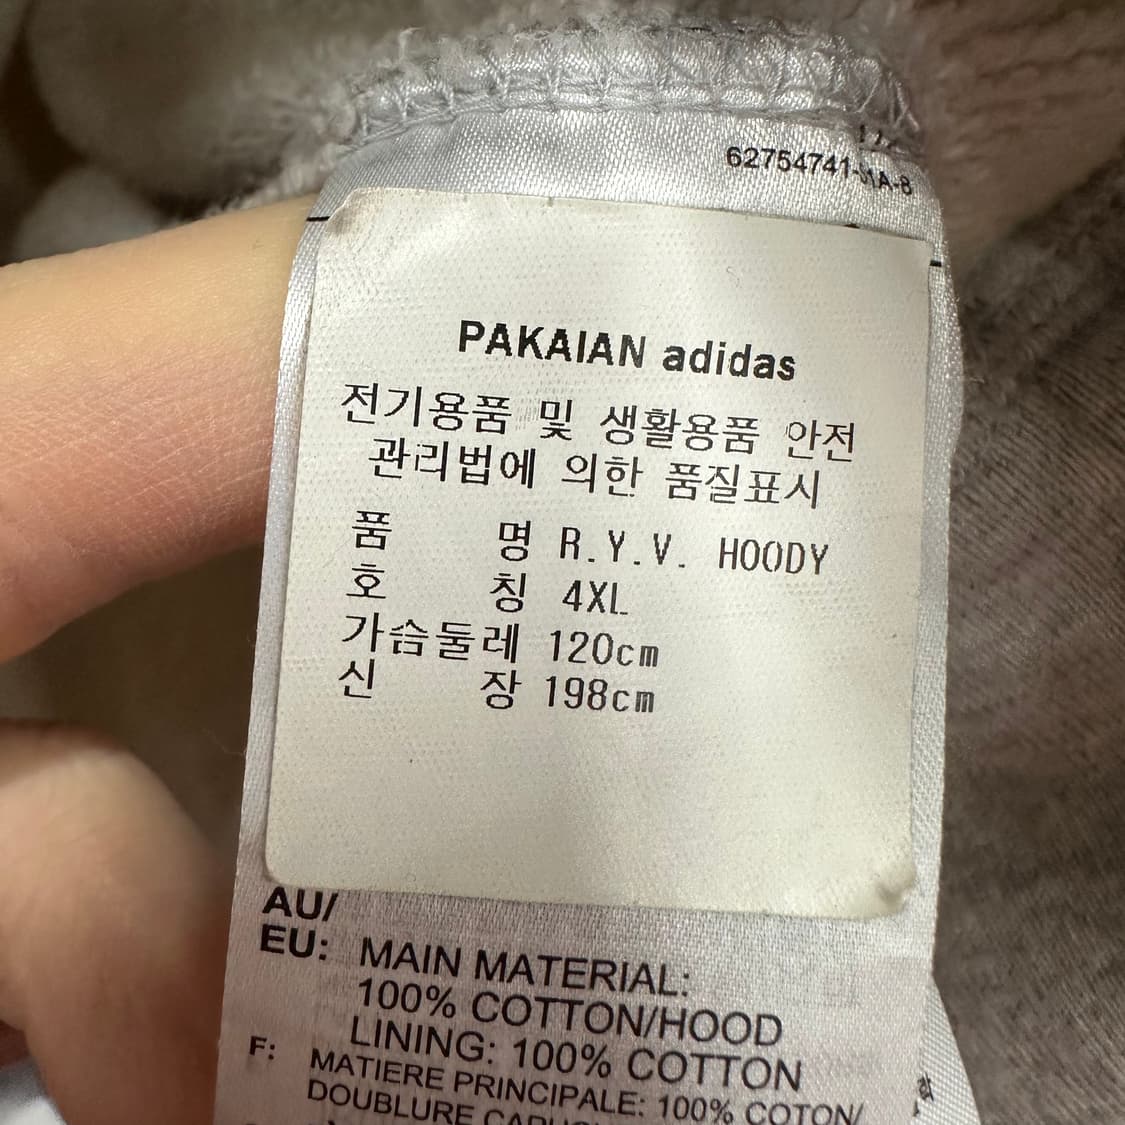 62754741-01A-8
PAKAIAN adidas
전기용품 및 생활용품 안전
관리법에 의한 품질표시
품 명 R.Y.V. HOODY
호 칭 4XL
가슴둘레 120cm
신 장 198cm
AU/
EU: MAIN MATERIAL:
100% COTTON/HOOD
LINING: 100% COTTON
F: MATIERE PRINCIPALE: 100% COTON/
DOUBLURE